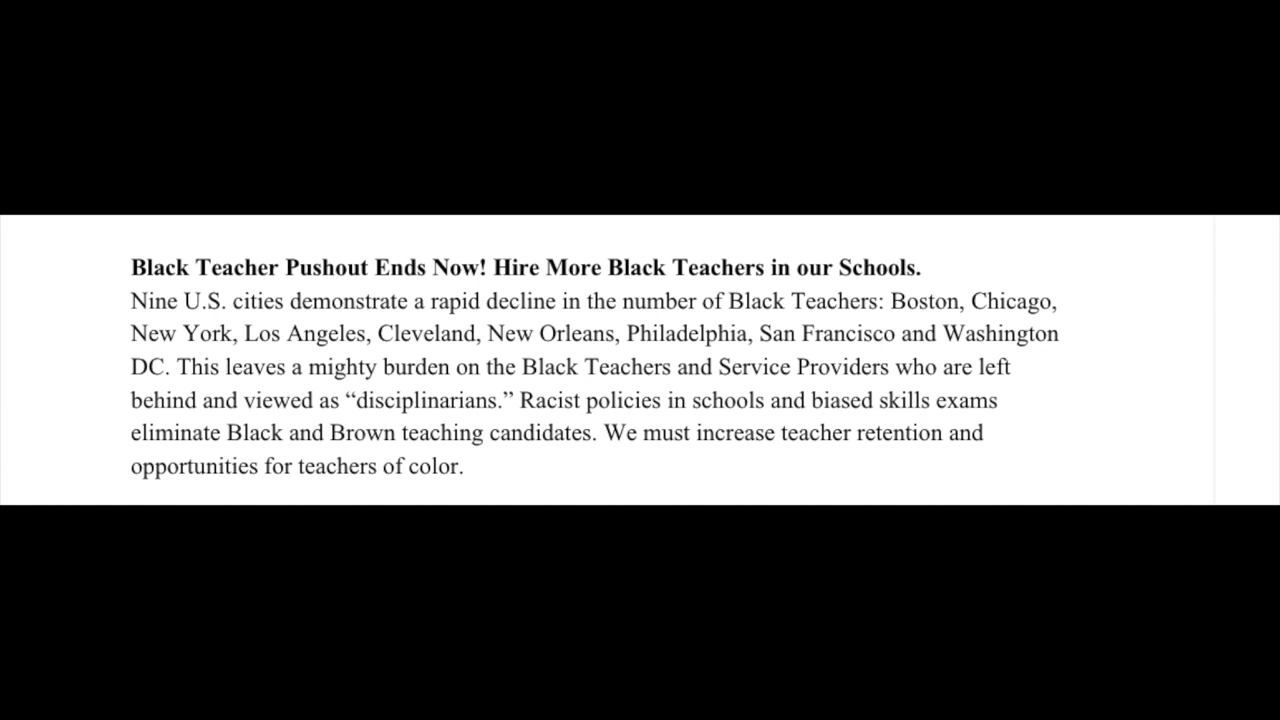 Black Teacher Pushout Ends Now! Hire More Black Teachers in our Schools.
Nine U.S. cities demonstrate a rapid decline in the number of Black Teachers: Boston, Chicago,
New York, Los Angeles, Cleveland, New Orleans, Philadelphia, San Francisco and Washington
DC. This leaves a mighty burden on the Black Teachers and Service Providers who are left
behind and viewed as “disciplinarians.” Racist policies in schools and biased skills exams
eliminate Black and Brown teaching candidates. We must increase teacher retention and
opportunities for teachers of color.